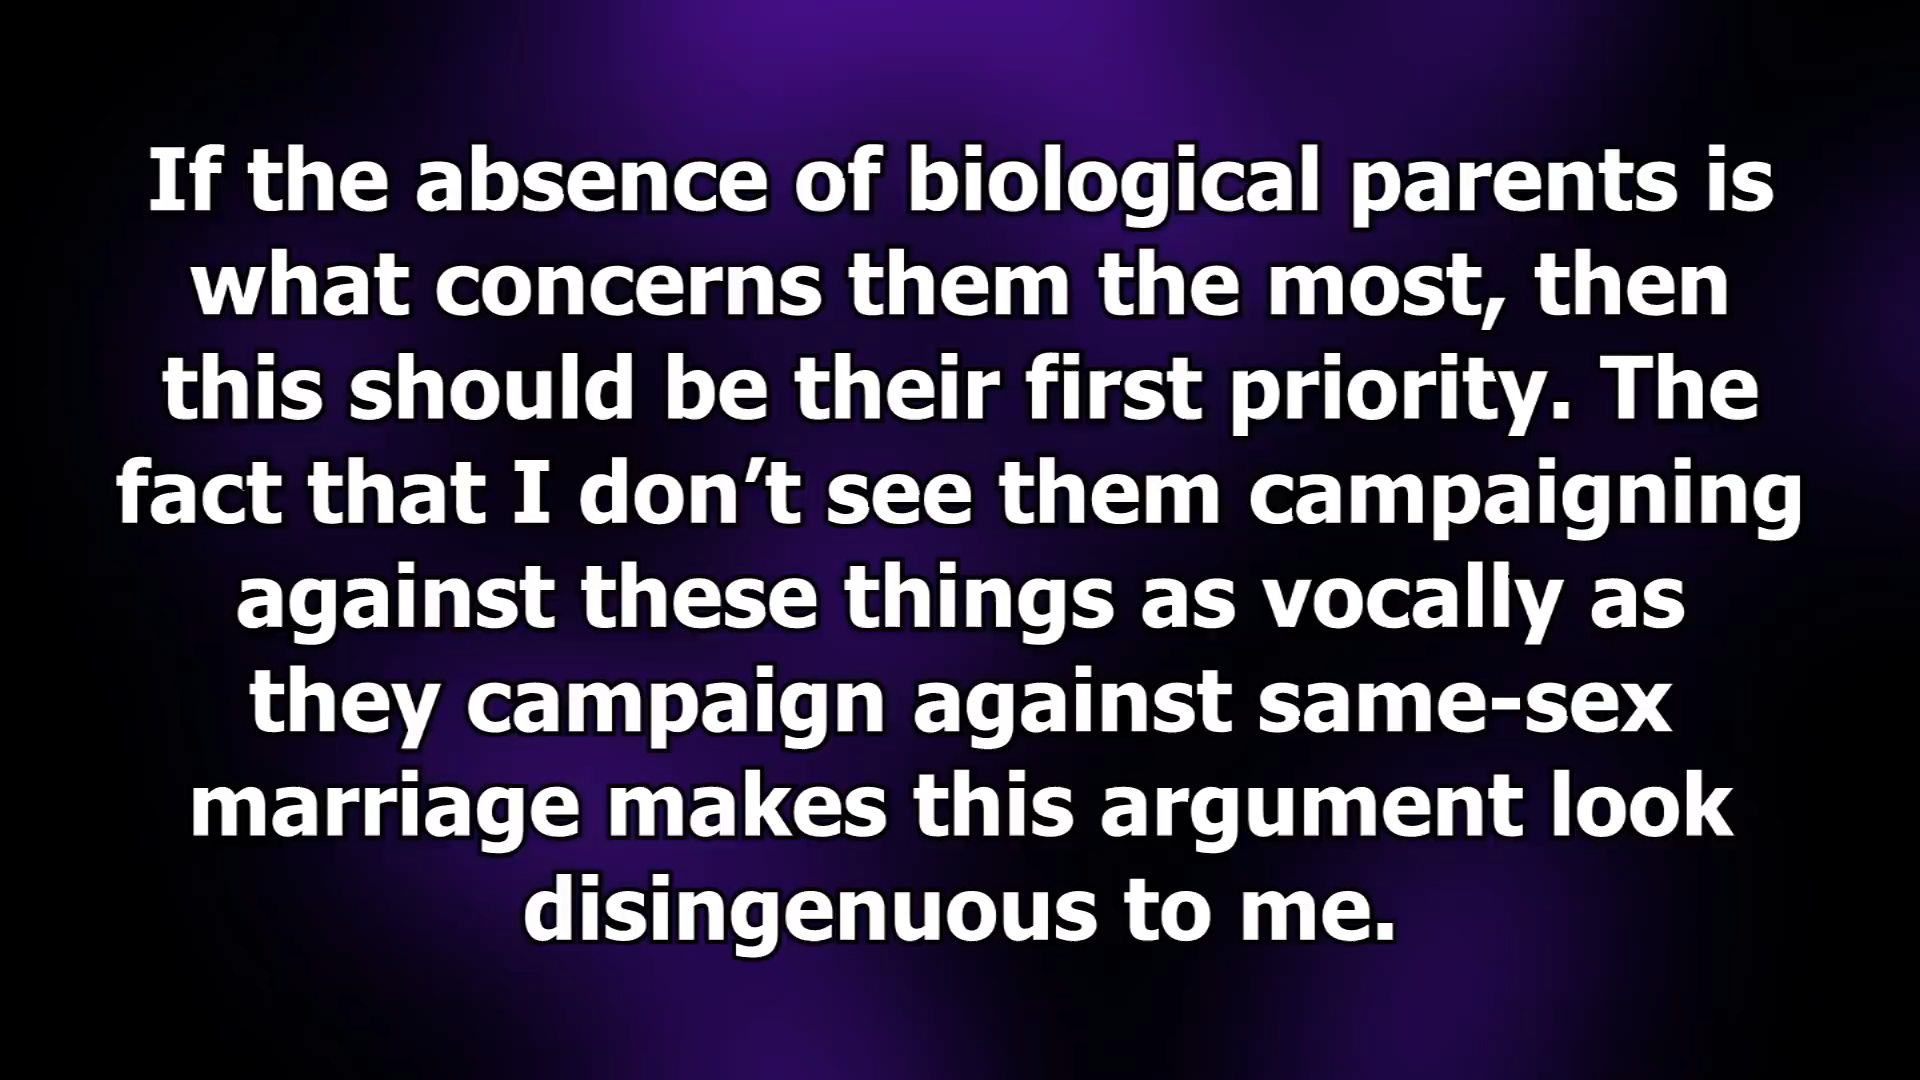 If the absence of biological parents is
what concerns them the most, then
this should be their first priority. The
fact that I don’t see them campaigning
against these things as vocally as
they campaign against same-sex
marriage makes this argument look
disingenuous to me.